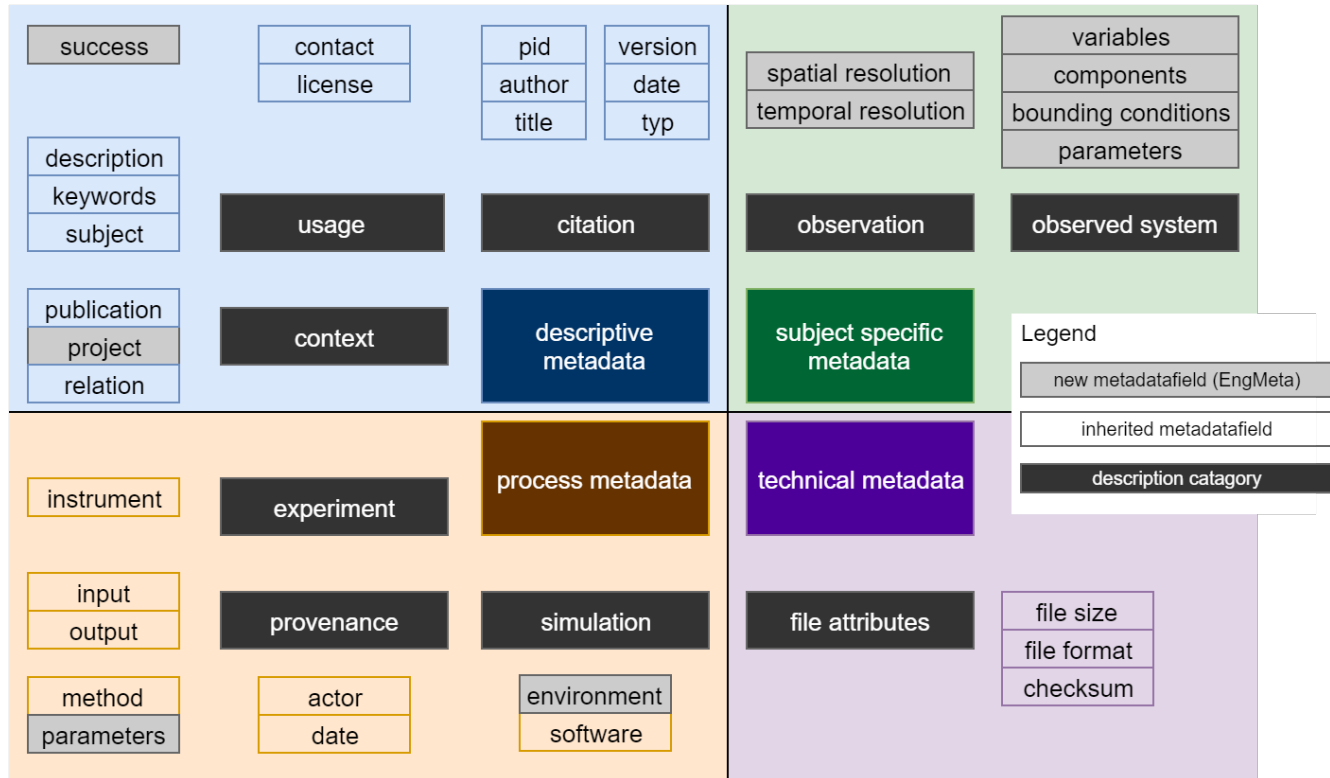 success
contact
license
pid
author
title
version
date
typ
description
keywords
subject
usage
citation
publication
project
relation
context
descriptive
metadata
spatial resolution
temporal resolution
variables
components
bounding conditions
parameters
observation
observed system
subject specific
metadata
Legend
new metadatafield (EngMeta)
inherited metadatafield
description catagory
instrument
experiment
process metadata
input
output
provenance
simulation
method
parameters
actor
date
environment
software
technical metadata
file attributes
file size
file format
checksum